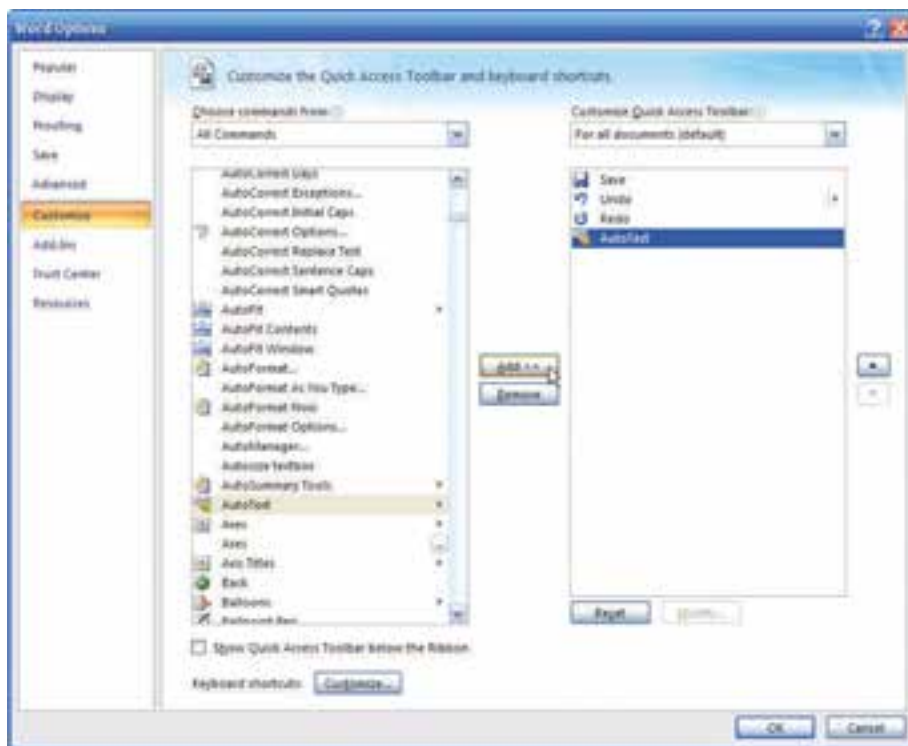 Word Options
Popular
Display
Proofing
Save
Advanced
Customize
Add-Ins
Trust Center
Resources
Customize the Quick Access Toolbar and keyboard shortcuts.
Choose commands from:
All Commands
AutoCorrect Days
AutoCorrect Exceptions...
AutoCorrect Initial Caps
AutoCorrect Options...
AutoCorrect Replace Text
AutoCorrect Sentence Caps
AutoCorrect Smart Quotes
AutoFit
AutoFit Contents
AutoFit Window
AutoFormat...
AutoFormat As You Type...
AutoFormat Now
AutoFormat Options...
AutoManager...
Autosize textbox
AutoSummary Tools
AutoText
Axes
Axes
Axis Titles
Back
Balloons
Ballpoint Pen
Show Quick Access Toolbar below the Ribbon
Keyboard shortcuts: Customize...
Add >>
Remove
Customize Quick Access Toolbar:
For all documents (default)
Save
Undo
Redo
AutoText
Reset
Modify...
OK
Cancel